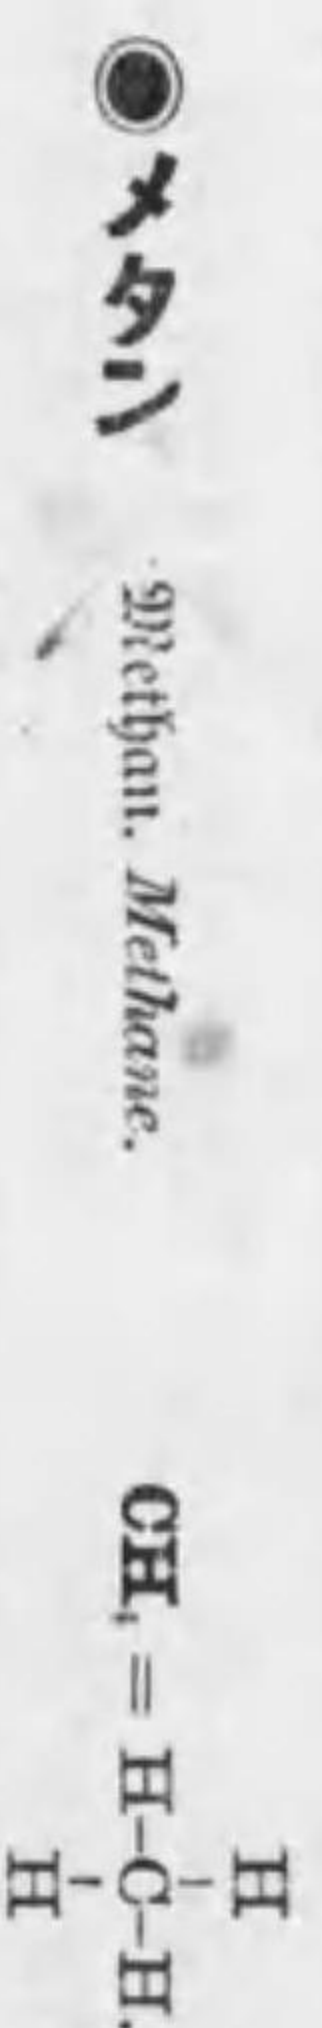 ◉メタン Methan. Methane. CH₄ =
H
H-C-H.
H